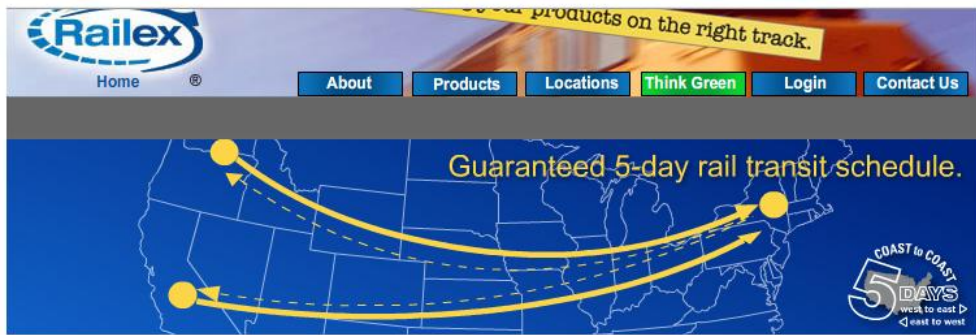 our products on the right track.
Railex
Home ®
About Products Locations Think Green Login Contact Us
Guaranteed 5-day rail transit schedule.
COAST to COAST
5
DAYS
west to east
east to west